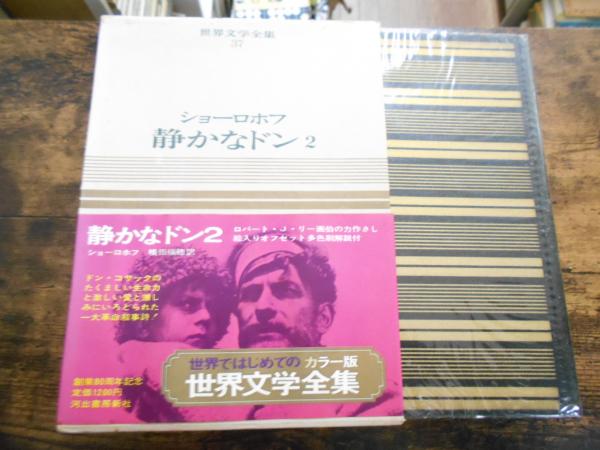 世界文学全集
37
ショーロホフ
静かなドン 2
静かなドン2
ショーロホフ 横田瑞穂訳
ロバート・J・リー画伯の力作さし
絵入りオフセット多色刷解説付
ドン・コサックの
たくましい生命力
と激しい愛と憎し
みにいろどられた
一大革命叙事詩！
世界ではじめての カラー版
世界文学全集
創業80周年記念
定価1200円
河出書房新社